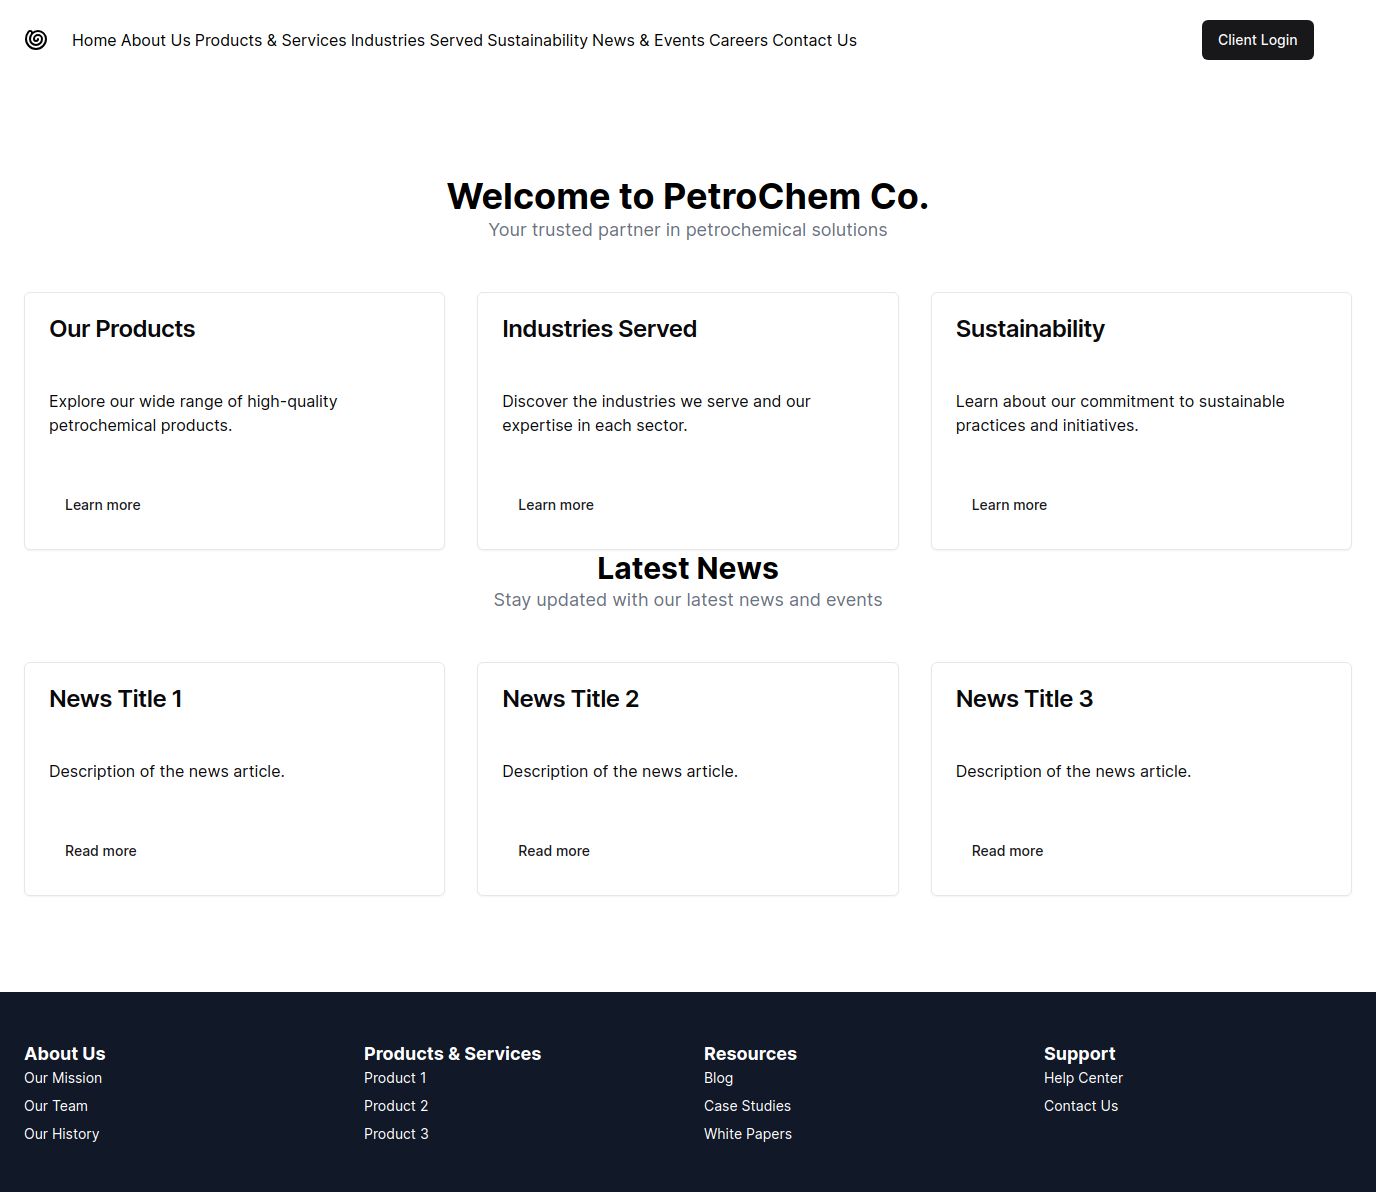 Home About Us Products & Services Industries Served Sustainability News & Events Careers Contact Us
Client Login
Welcome to PetroChem Co.
Your trusted partner in petrochemical solutions
Our Products
Explore our wide range of high-quality
petrochemical products.
Learn more
Industries Served
Discover the industries we serve and our
expertise in each sector.
Learn more
Sustainability
Learn about our commitment to sustainable
practices and initiatives.
Learn more
Latest News
Stay updated with our latest news and events
News Title 1
Description of the news article.
Read more
News Title 2
Description of the news article.
Read more
News Title 3
Description of the news article.
Read more
About Us
Our Mission
Our Team
Our History
Products & Services
Product 1
Product 2
Product 3
Resources
Blog
Case Studies
White Papers
Support
Help Center
Contact Us